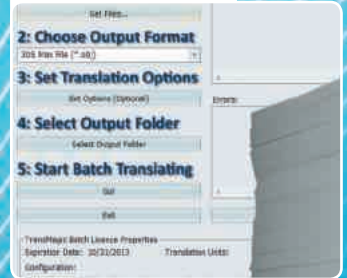 Get Files...
2: Choose Output Format
3DS Max File (*.3ds)
3: Set Translation Options
Set Options (Optional)
Errors:
4: Select Output Folder
Select Output Folder
5: Start Batch Translating
Go!
Exit
TransMagic Batch License Properties
Expiration Date: 10/31/2013
Translation Units:
Configuration: